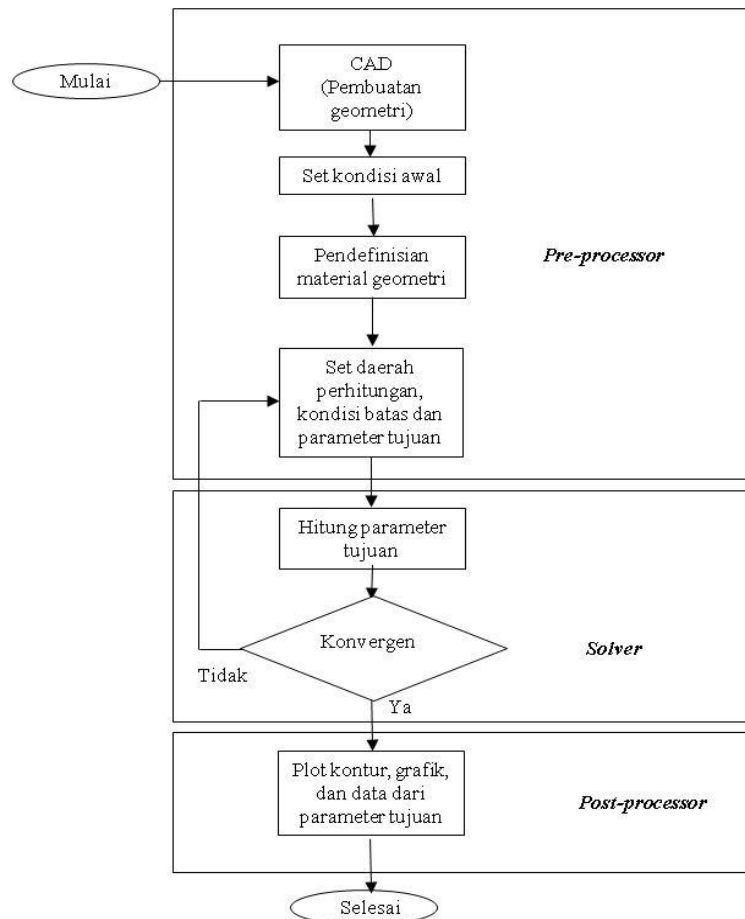 Mulai
CAD
(Pembuatan
geometri)
Set kondisi awal
Pendefinisian
material geometri
Pre-processor
Set daerah
perhitungan,
kondisi batas dan
parameter tujuan
Hitung parameter
tujuan
Konvergen
Solver
Tidak
Ya
Plot kontur, grafik,
dan data dari
parameter tujuan
Post-processor
Selesai